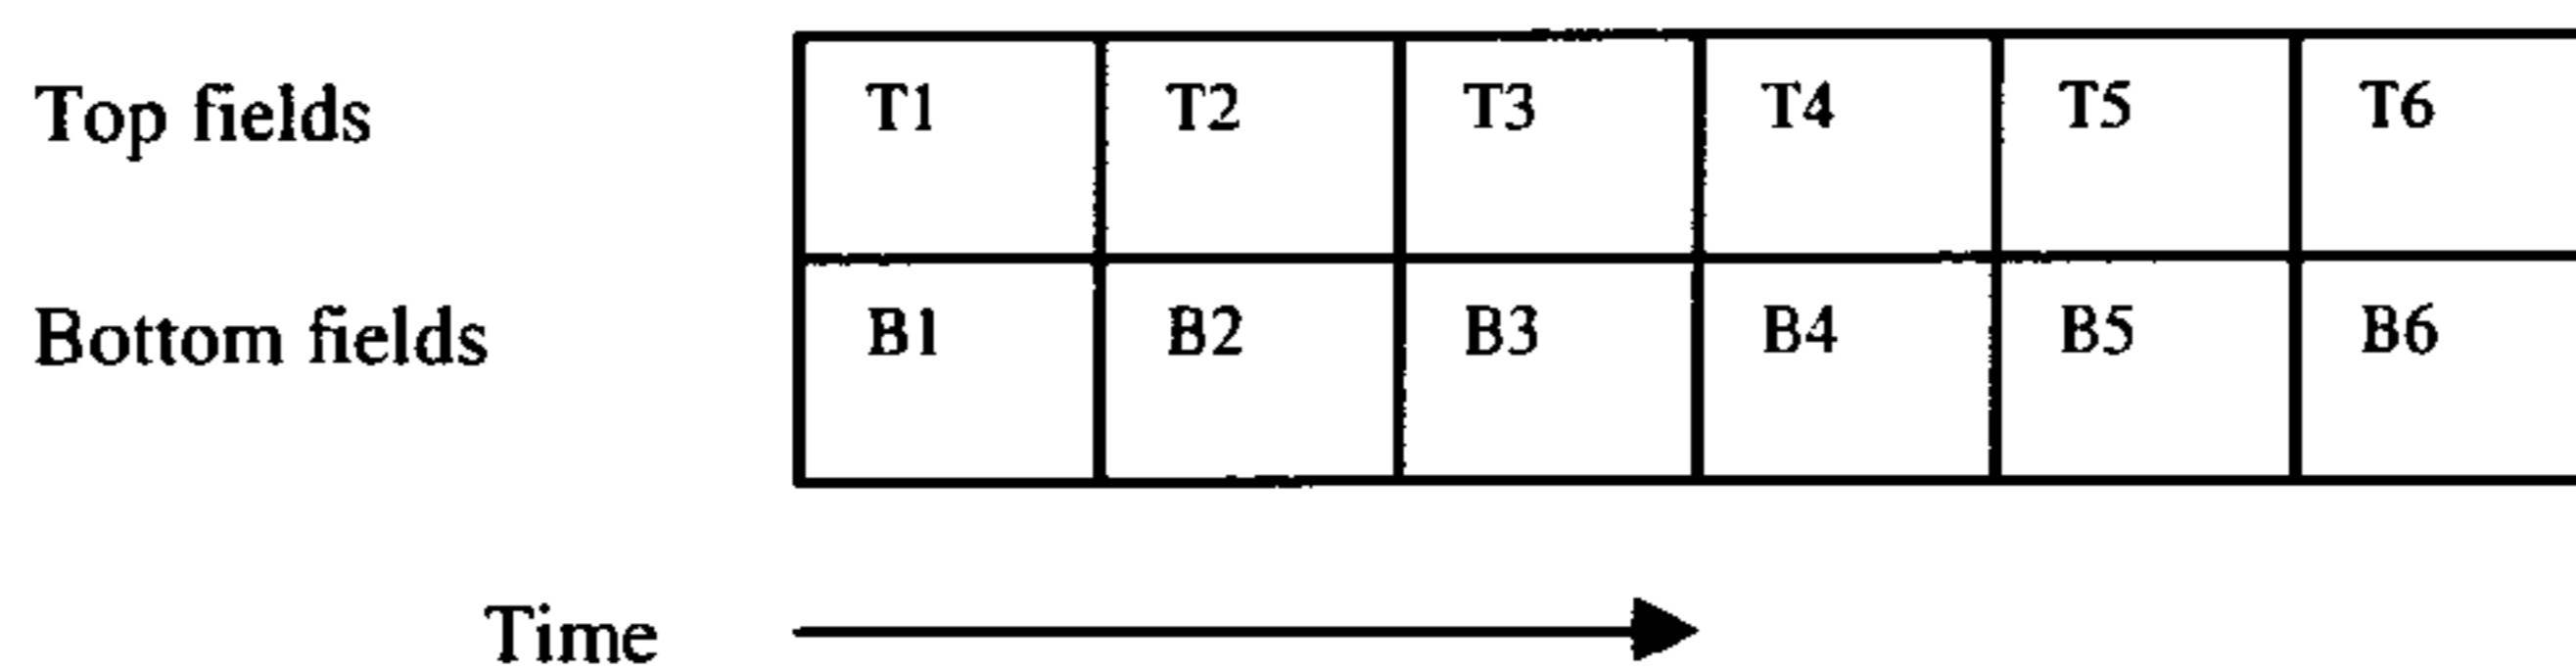 Top fields T1 T2 T3 T4 T5 T6
Bottom fields B1 B2 B3 B4 B5 B6
Time